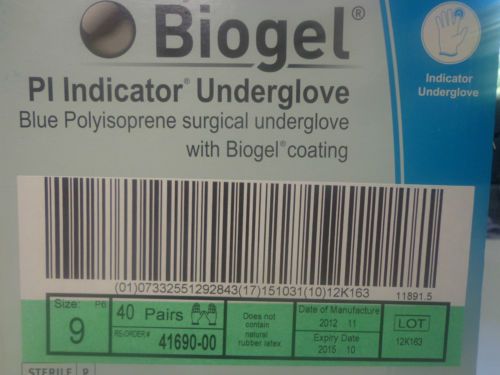 Biogel®
PI Indicator® Underglove
Blue Polyisoprene surgical underglove
with Biogel® coating
Indicator
Underglove
(01)07332551292843(17)151031(10)12K163
11891.5
Size: P6
9
40 Pairs
RE-ORDER # 41690-00
Does not
contain
natural
rubber latex
Date of Manufacture
2012 11
Expiry Date
2015 10
LOT
12K163
STERILE R